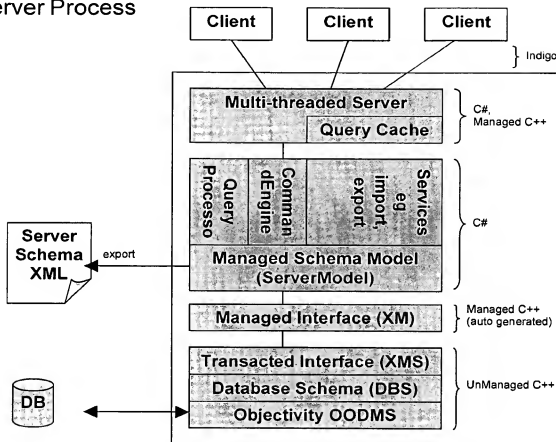 erver Process
Client
Client
Client
Indigo
Multi-threaded Server
Query Cache
C#,
Managed C++
Query
Processo
Comman
dEngine
Services
eg
import,
export
C#
Managed Schema Model
(ServerModel)
Server
Schema
XML
export
Managed Interface (XM)
Managed C++
(auto generated)
Transacted Interface (XMS)
Database Schema (DBS)
Objectivity OODMS
UnManaged C++
DB